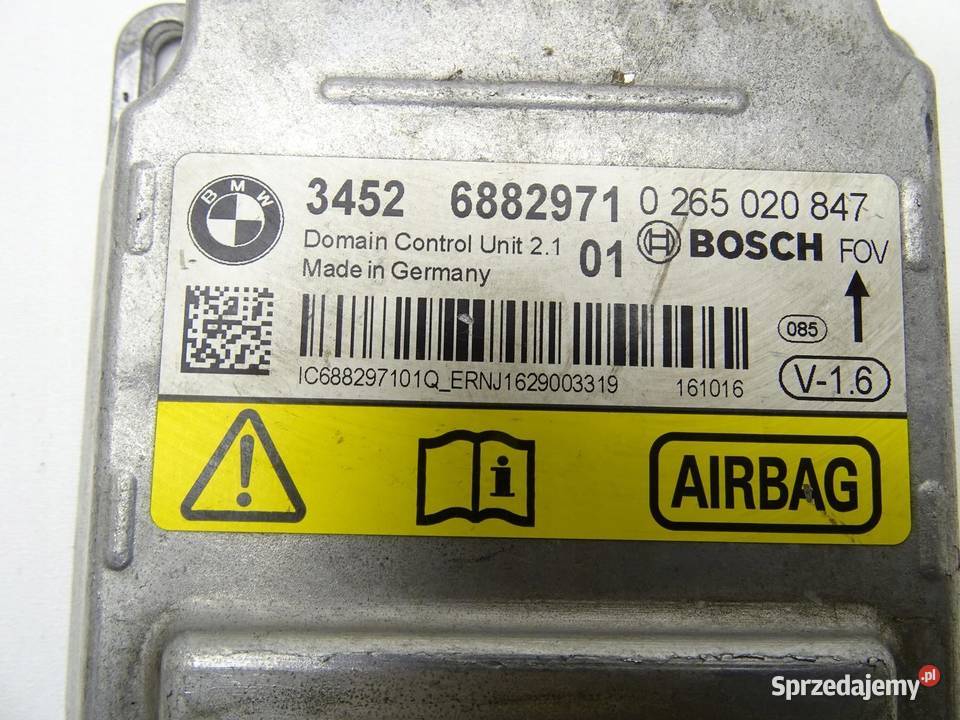 BMW
3452 6882971 0 265 020 847
Domain Control Unit 2.1 01 BOSCH FOV
Made in Germany
085
IC688297101Q_ERNJ1629003319 161016
V-1.6
AIRBAG
Sprzedajemy.pl